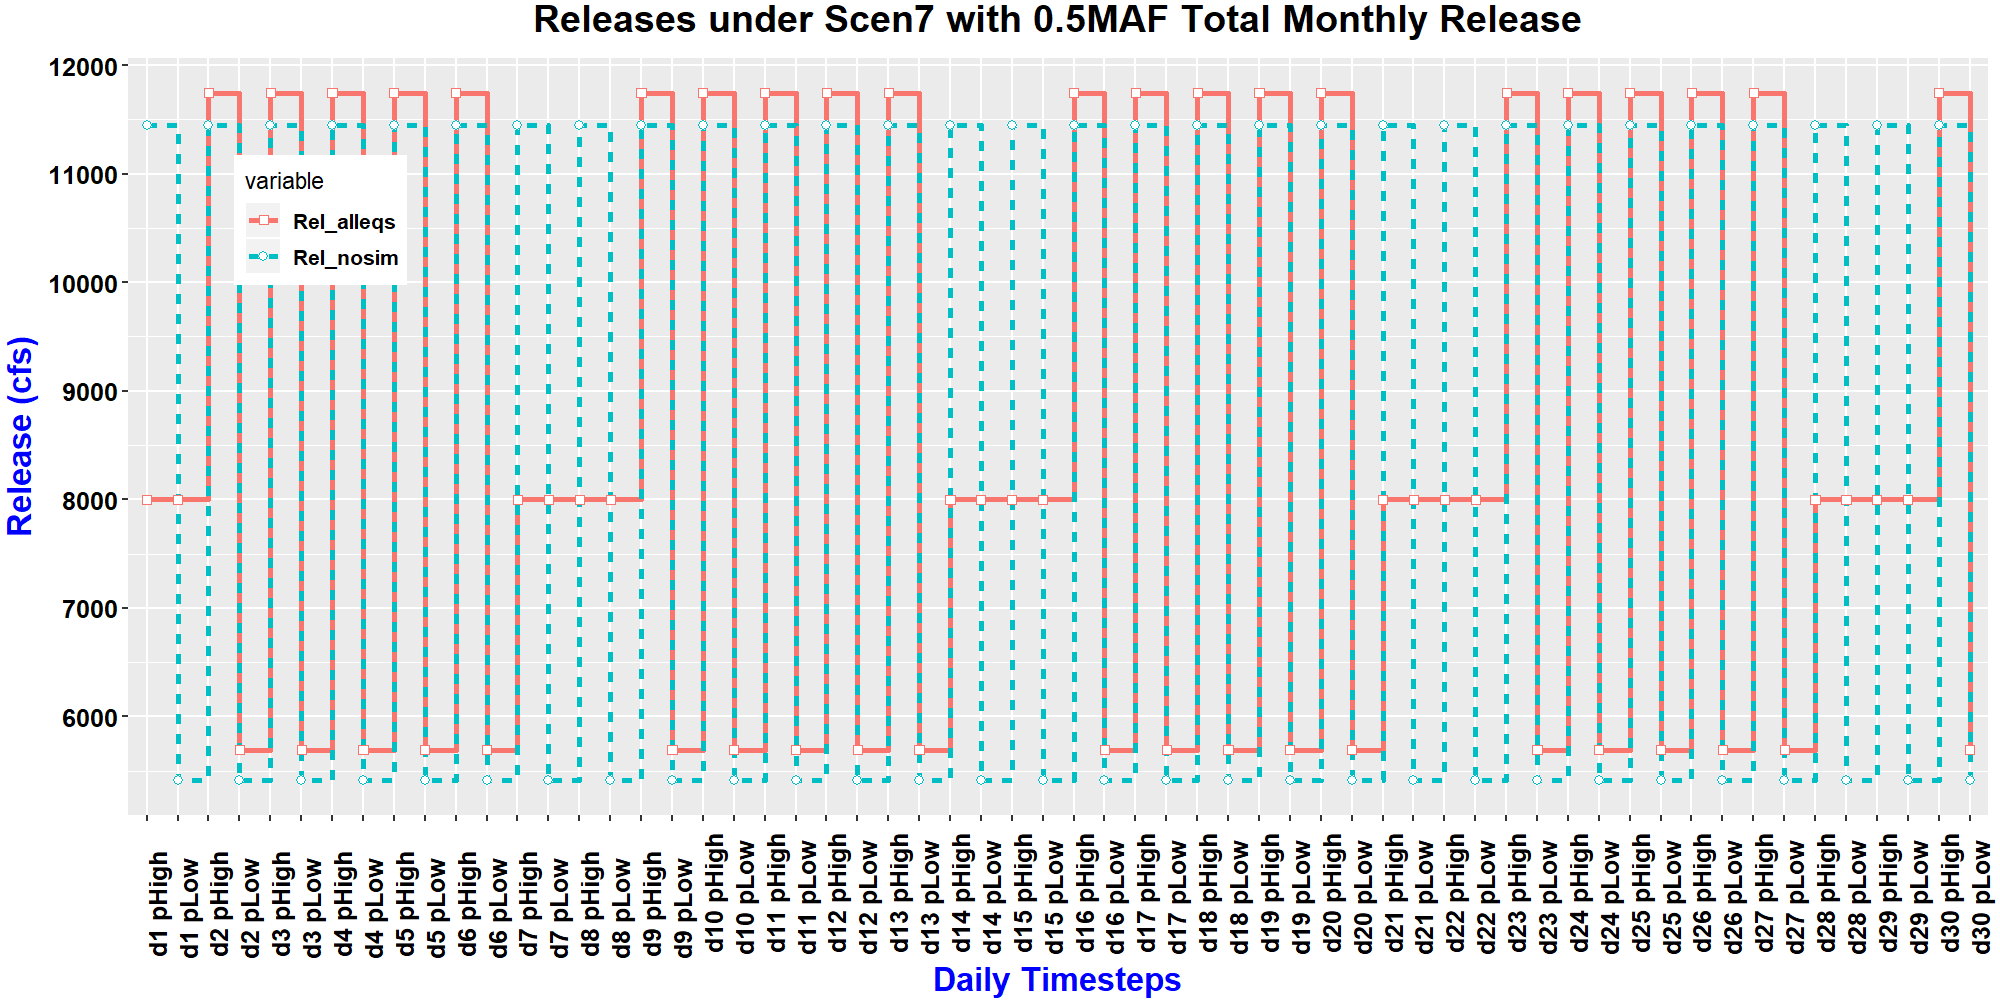 Releases under Scen7 with 0.5MAF Total Monthly Release
Release (cfs)
12000
11000
10000
9000
8000
7000
6000
variable
Rel_alleqs
Rel_nosim
d1 pHigh
d1 pLow
d2 pHigh
d2 pLow
d3 pHigh
d3 pLow
d4 pHigh
d4 pLow
d5 pHigh
d5 pLow
d6 pHigh
d6 pLow
d7 pHigh
d7 pLow
d8 pHigh
d8 pLow
d9 pHigh
d9 pLow
d10 pHigh
d10 pLow
d11 pHigh
d11 pLow
d12 pHigh
d12 pLow
d13 pHigh
d13 pLow
d14 pHigh
d14 pLow
d15 pHigh
d15 pLow
d16 pHigh
d16 pLow
d17 pHigh
d17 pLow
d18 pHigh
d18 pLow
d19 pHigh
d19 pLow
d20 pHigh
d20 pLow
d21 pHigh
d21 pLow
d22 pHigh
d22 pLow
d23 pHigh
d23 pLow
d24 pHigh
d24 pLow
d25 pHigh
d25 pLow
d26 pHigh
d26 pLow
d27 pHigh
d27 pLow
d28 pHigh
d28 pLow
d29 pHigh
d29 pLow
d30 pHigh
d30 pLow
Daily Timesteps